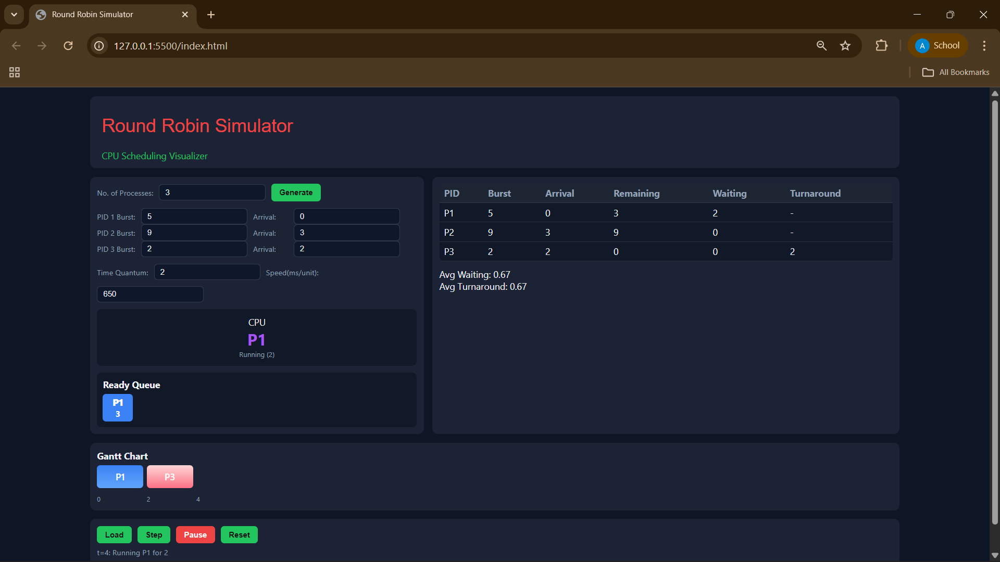 Round Robin Simulator
127.0.0.1:5500/index.html
A School
All Bookmarks
Round Robin Simulator
CPU Scheduling Visualizer
No. of Processes: 3 Generate
PID 1 Burst: 5 Arrival: 0
PID 2 Burst: 9 Arrival: 3
PID 3 Burst: 2 Arrival: 2
Time Quantum: 2 Speed(ms/unit):
650
CPU
P1
Running (2)
Ready Queue
P1
3
PID Burst Arrival Remaining Waiting Turnaround
P1 5 0 3 2 -
P2 9 3 9 0 -
P3 2 2 0 0 2
Avg Waiting: 0.67
Avg Turnaround: 0.67
Gantt Chart
P1 P3
0 2 4
Load Step Pause Reset
t=4: Running P1 for 2